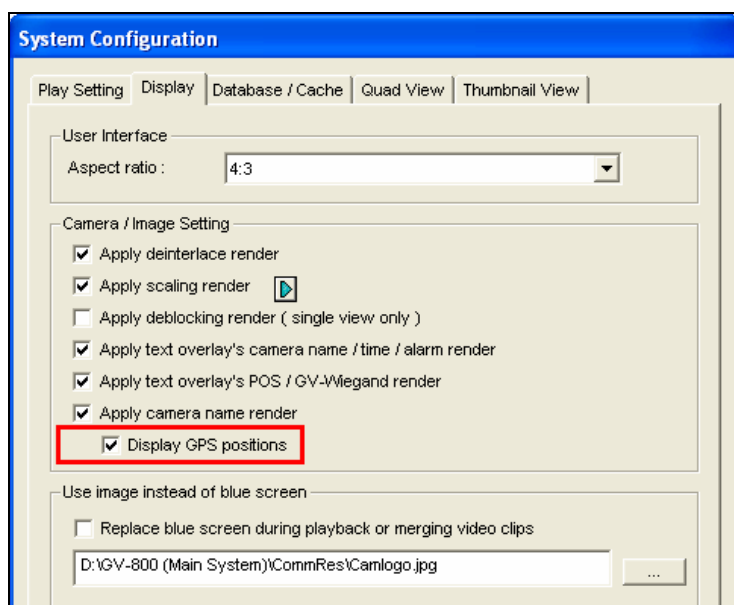 System Configuration
Play Setting Display Database / Cache Quad View Thumbnail View
User Interface
Aspect ratio : 4:3
Camera / Image Setting
Apply deinterlace render
Apply scaling render
Apply deblocking render ( single view only )
Apply text overlay's camera name / time / alarm render
Apply text overlay's POS / GV-Wiegand render
Apply camera name render
Display GPS positions
Use image instead of blue screen
Replace blue screen during playback or merging video clips
D:\GV-800 (Main System)\CommRes\Camlogo.jpg ...